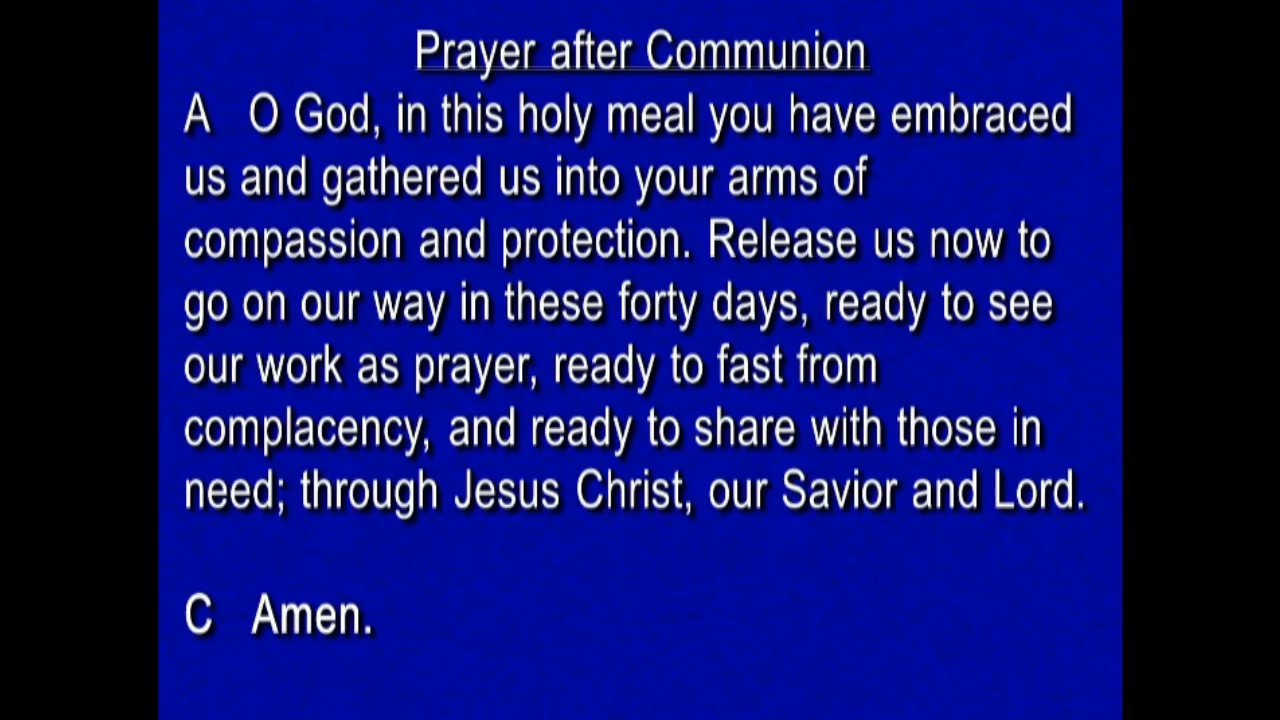 Prayer after Communion
A O God, in this holy meal you have embraced
us and gathered us into your arms of
compassion and protection. Release us now to
go on our way in these forty days, ready to see
our work as prayer, ready to fast from
complacency, and ready to share with those in
need; through Jesus Christ, our Savior and Lord.
C Amen.